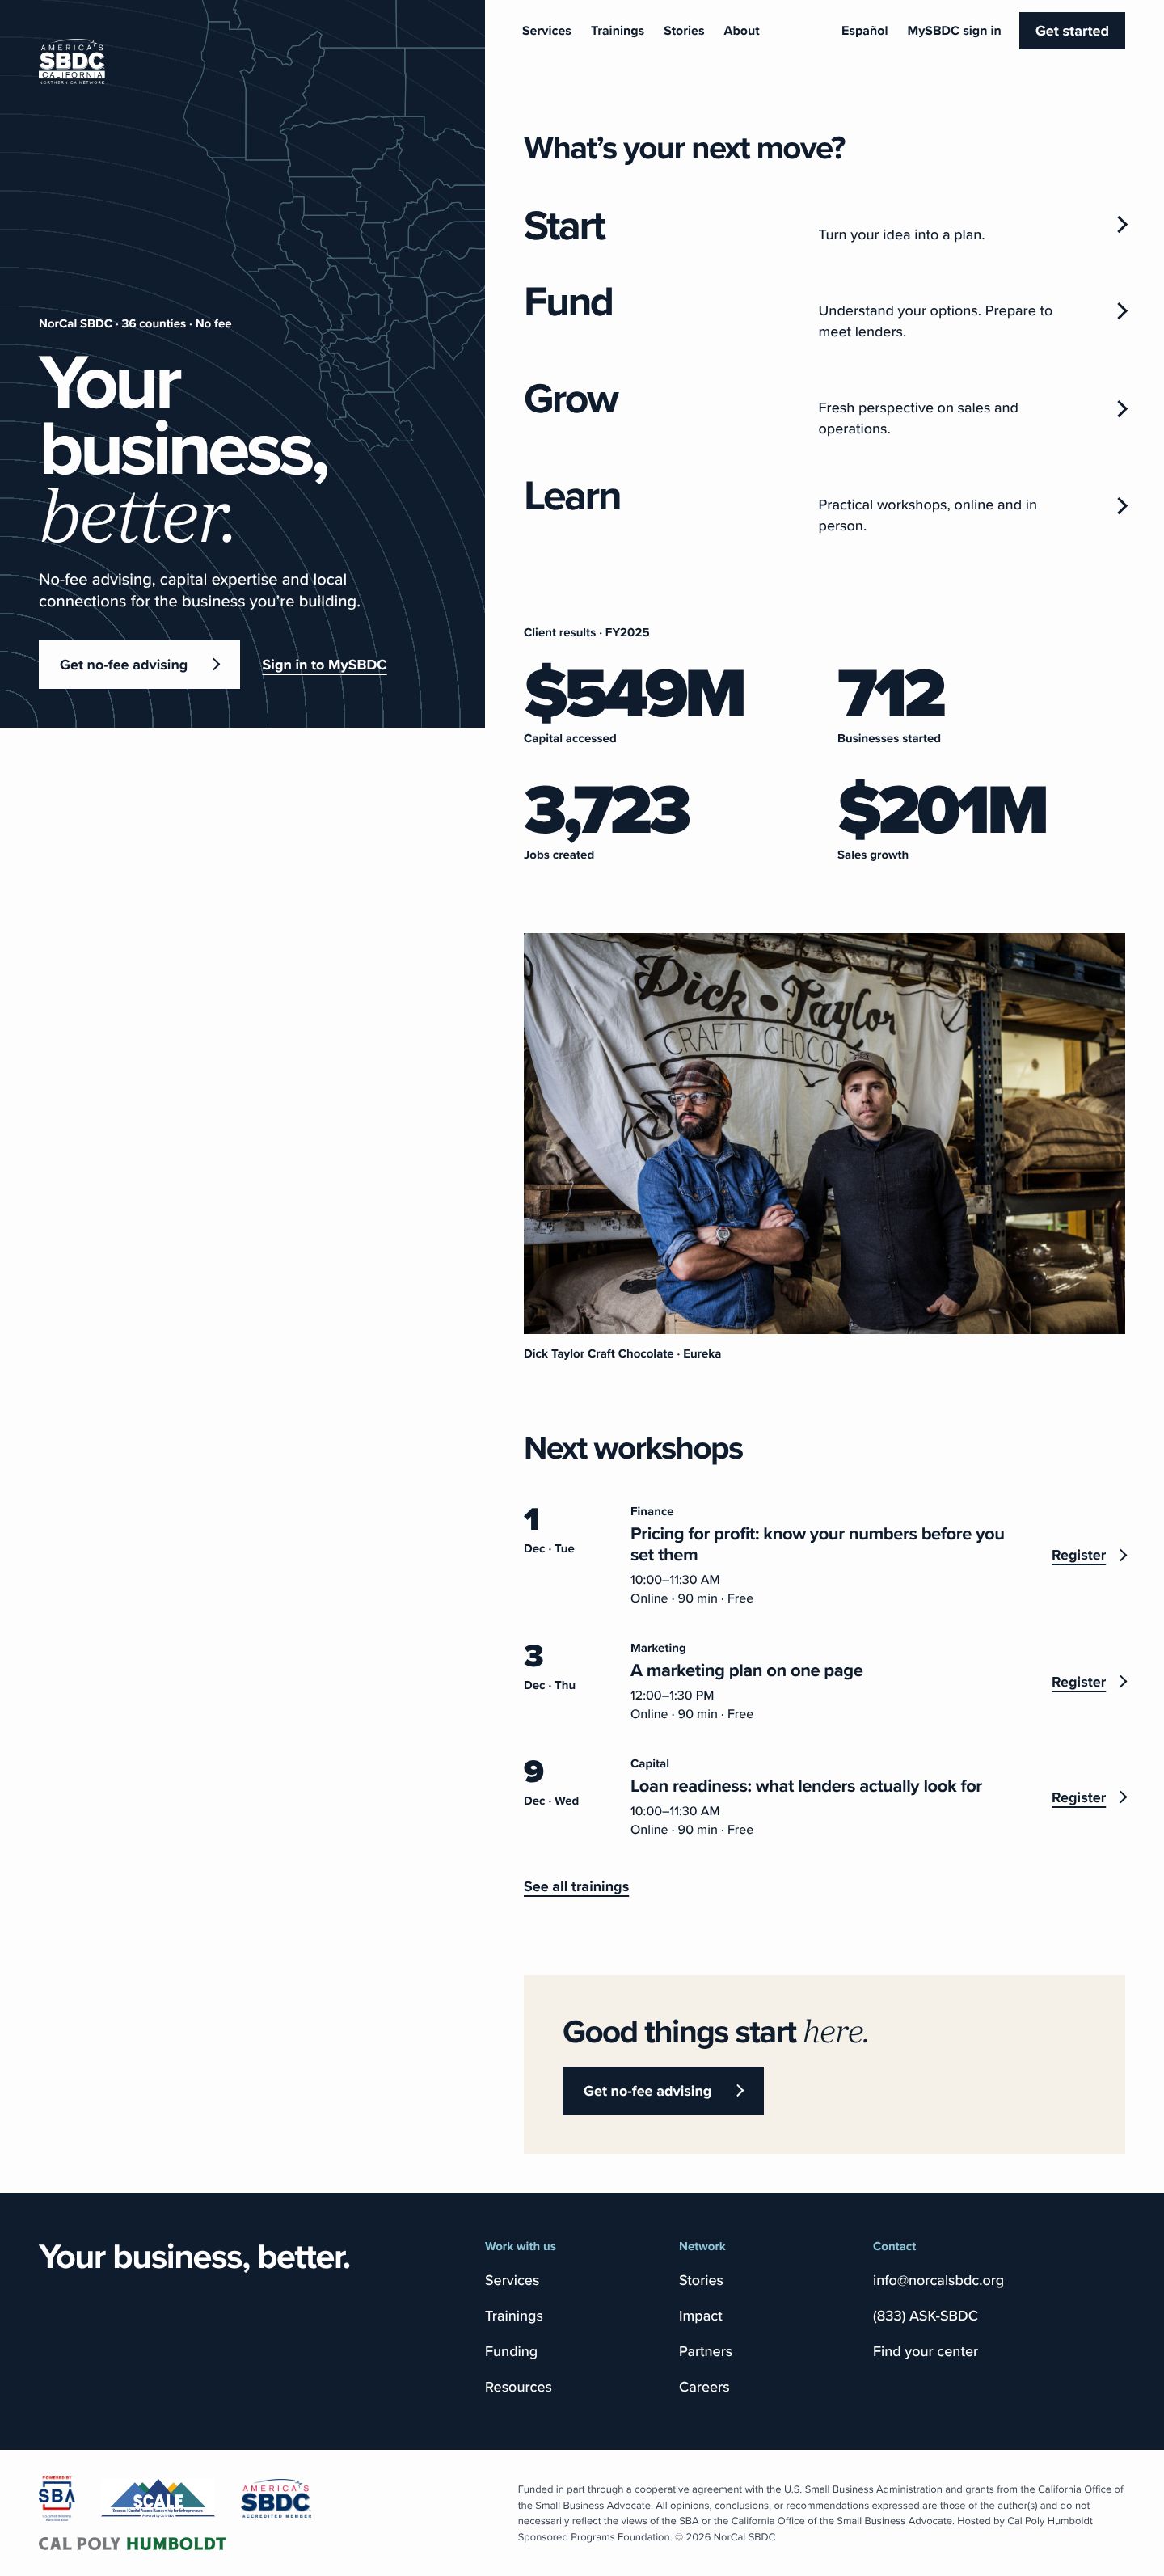 AMERICA'S
SBDC
CALIFORNIA
NORTHERN CA NETWORK
Services
Trainings
Stories
About
Español
MySBDC sign in
Get started
NorCal SBDC · 36 counties · No fee
Your
business,
better.
No-fee advising, capital expertise and local
connections for the business you’re building.
Get no-fee advising
Sign in to MySBDC
What’s your next move?
Start
Turn your idea into a plan.
Fund
Understand your options. Prepare to
meet lenders.
Grow
Fresh perspective on sales and
operations.
Learn
Practical workshops, online and in
person.
Client results · FY2025
$549M
Capital accessed
712
Businesses started
3,723
Jobs created
$201M
Sales growth
Dick · Taylor
CRAFT CHOCOL
Dick Taylor Craft Chocolate · Eureka
Next workshops
1
Dec · Tue
Finance
Pricing for profit: know your numbers before you
set them
10:00–11:30 AM
Online · 90 min · Free
Register
3
Dec · Thu
Marketing
A marketing plan on one page
12:00–1:30 PM
Online · 90 min · Free
Register
9
Dec · Wed
Capital
Loan readiness: what lenders actually look for
10:00–11:30 AM
Online · 90 min · Free
Register
See all trainings
Good things start here.
Get no-fee advising
Your business, better.
Work with us
Services
Trainings
Funding
Resources
Network
Stories
Impact
Partners
Careers
Contact
info@norcalsbdc.org
(833) ASK-SBDC
Find your center
POWERED BY
SBA
SCALE
AMERICA'S
SBDC
ACCREDITED MEMBER
CAL POLY HUMBOLDT
Funded in part through a cooperative agreement with the U.S. Small Business Administration and grants from the California Office of
the Small Business Advocate. All opinions, conclusions, or recommendations expressed are those of the author(s) and do not
necessarily reflect the views of the SBA or the California Office of the Small Business Advocate. Hosted by Cal Poly Humboldt
Sponsored Programs Foundation. © 2026 NorCal SBDC